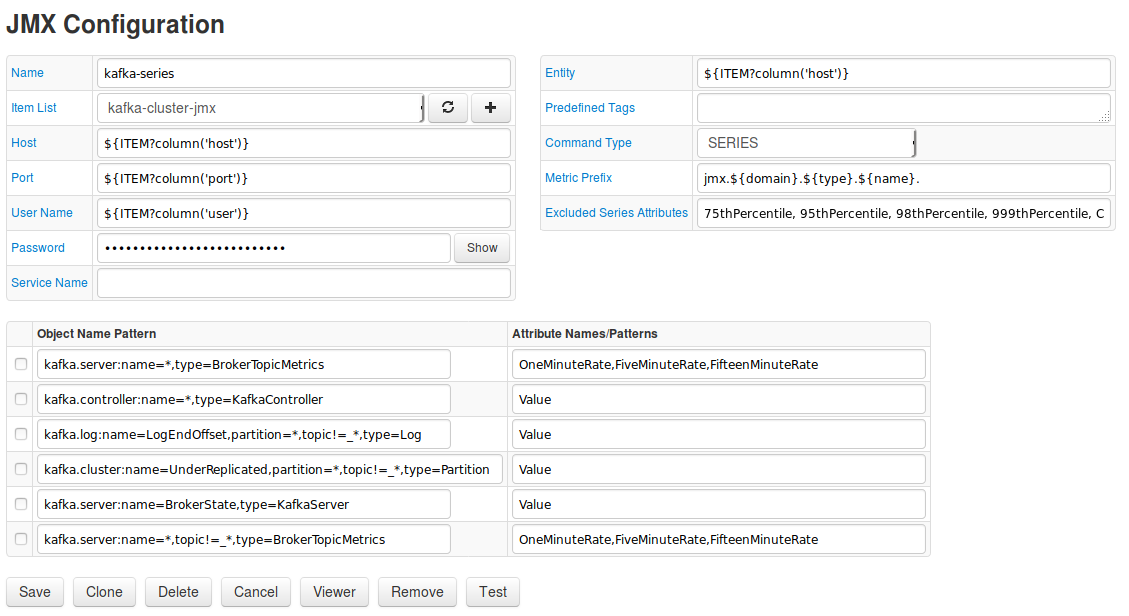 JMX Configuration
Name kafka-series
Item List kafka-cluster-jmx
Host ${ITEM?column('host')}
Port ${ITEM?column('port')}
User Name ${ITEM?column('user')}
Password •••••••••••••••••••••••••• Show
Service Name
Entity ${ITEM?column('host')}
Predefined Tags
Command Type SERIES
Metric Prefix jmx.${domain}.${type}.${name}.
Excluded Series Attributes 75thPercentile, 95thPercentile, 98thPercentile, 999thPercentile, C
Object Name Pattern Attribute Names/Patterns
kafka.server:name=*,type=BrokerTopicMetrics OneMinuteRate,FiveMinuteRate,FifteenMinuteRate
kafka.controller:name=*,type=KafkaController Value
kafka.log:name=LogEndOffset,partition=*,topic!=_*,type=Log Value
kafka.cluster:name=UnderReplicated,partition=*,topic!=_*,type=Partition Value
kafka.server:name=BrokerState,type=KafkaServer Value
kafka.server:name=*,topic!=_*,type=BrokerTopicMetrics OneMinuteRate,FiveMinuteRate,FifteenMinuteRate
Save Clone Delete Cancel Viewer Remove Test